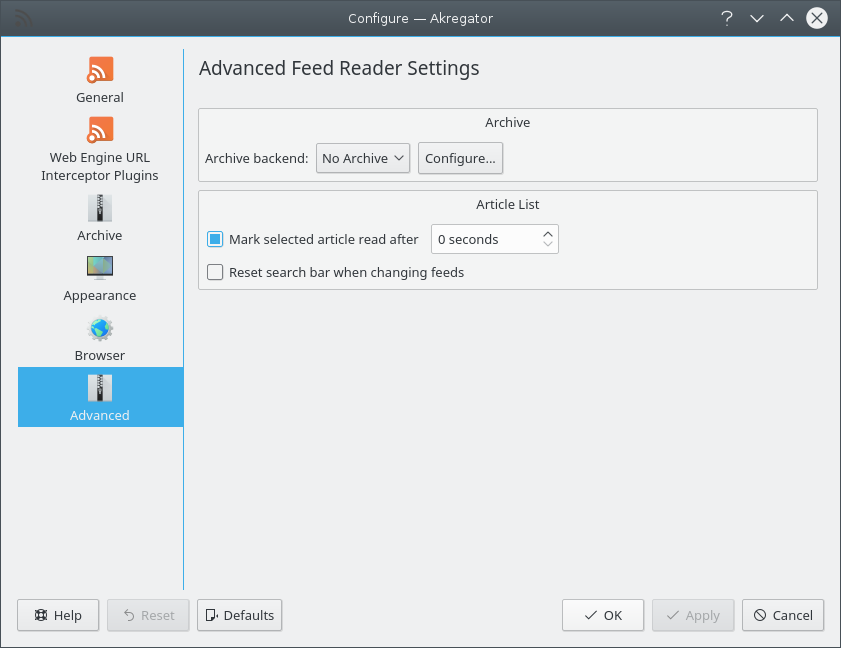 Configure — Akregator
General
Web Engine URL
Interceptor Plugins
Archive
Appearance
Browser
Advanced
Advanced Feed Reader Settings
Archive
Archive backend: No Archive Configure...
Article List
Mark selected article read after 0 seconds
Reset search bar when changing feeds
Help Reset Defaults OK Apply Cancel